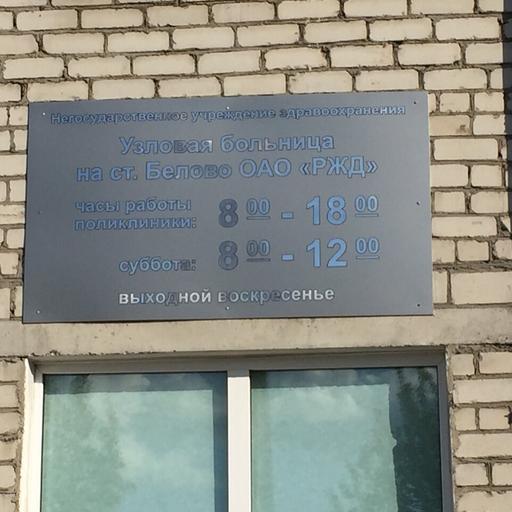 Негосударственное учреждение здравоохранения
Узловая больница
на ст. Белово ОАО «РЖД»
часы работы поликлиники: 8 00 - 18 00
суббота: 8 00 - 12 00
выходной воскресенье